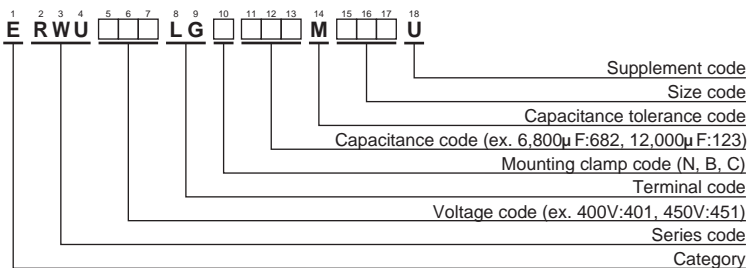 1 2 3 4 5 6 7 8 9 10 11 12 13 14 15 16 17 18
E R W U L G M U
Supplement code
Size code
Capacitance tolerance code
Capacitance code (ex. 6,800μF:682, 12,000μF:123)
Mounting clamp code (N, B, C)
Terminal code
Voltage code (ex. 400V:401, 450V:451)
Series code
Category